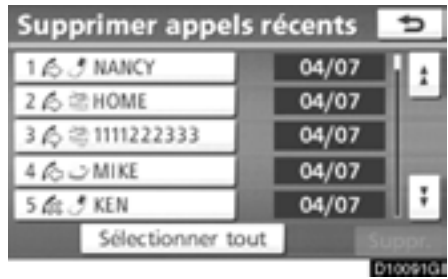 Supprimer appels récents
1 NANCY 04/07
2 HOME 04/07
3 1111222333 04/07
4 MIKE 04/07
5 KEN 04/07
Sélectionner tout Suppr.
D10091GI